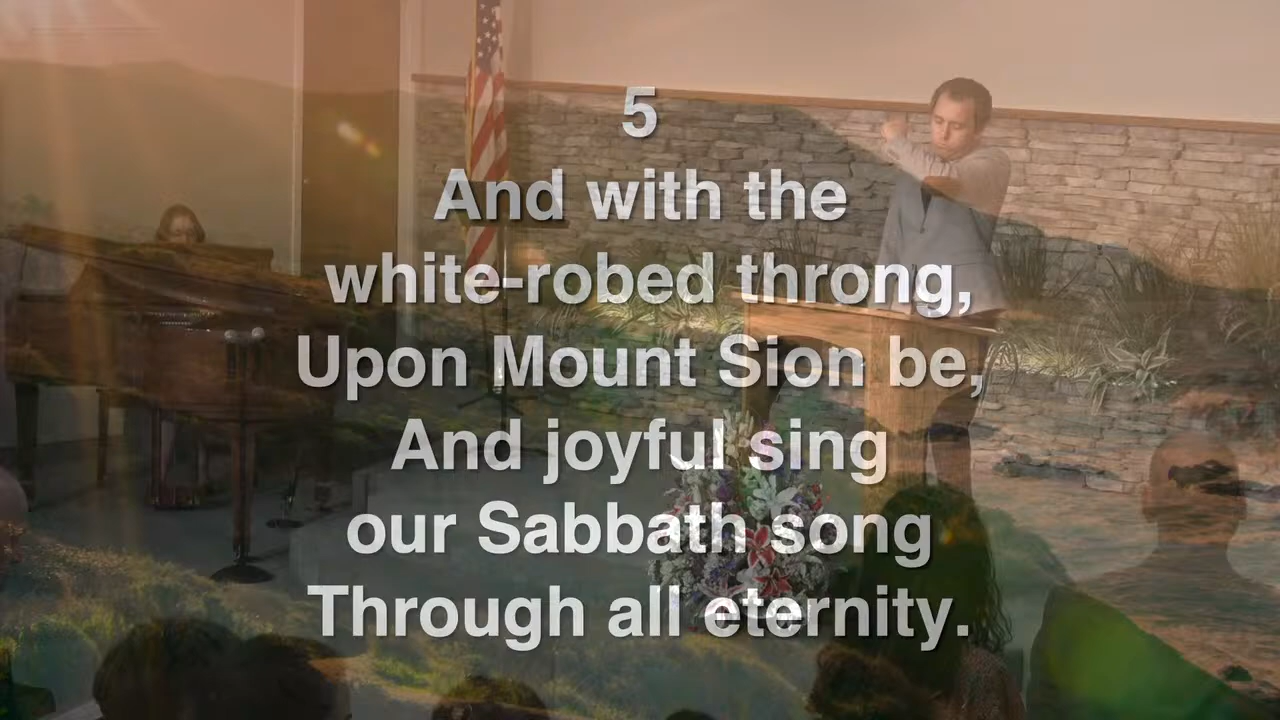 5
And with the
white-robed throng,
Upon Mount Sion be,
And joyful sing
our Sabbath song
Through all eternity.